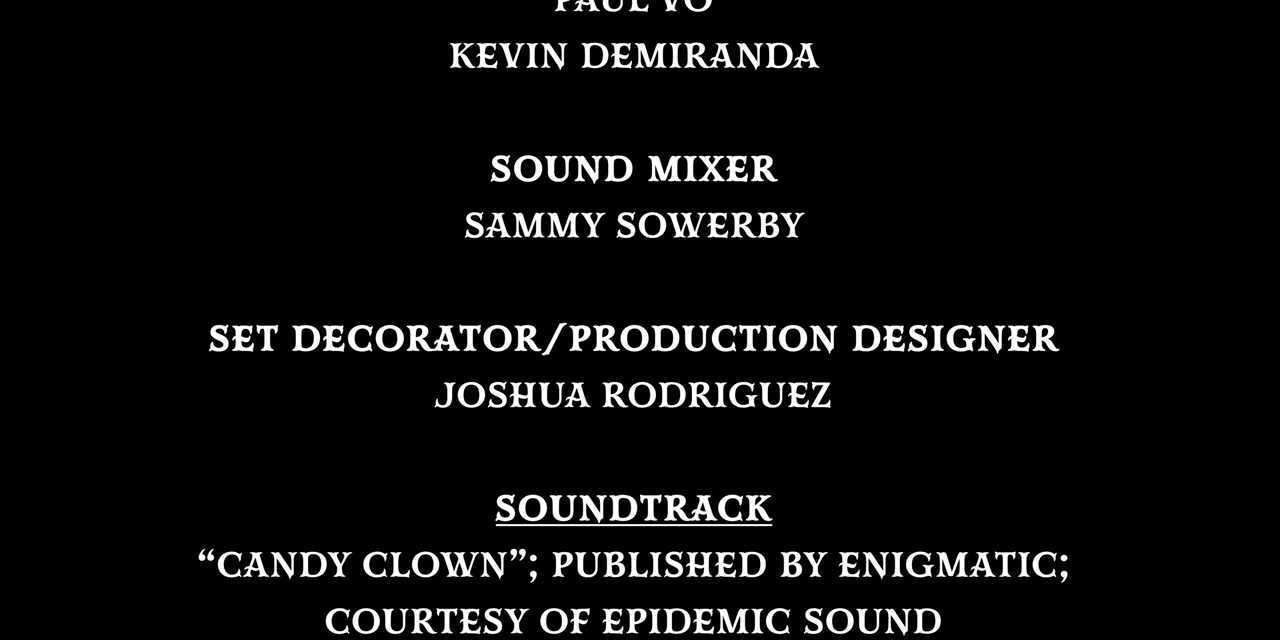 PAUL VO
KEVIN DEMIRANDA
SOUND MIXER
SAMMY SOWERBY
SET DECORATOR/PRODUCTION DESIGNER
JOSHUA RODRIGUEZ
SOUNDTRACK
“CANDY CLOWN”; PUBLISHED BY ENIGMATIC;
COURTESY OF EPIDEMIC SOUND